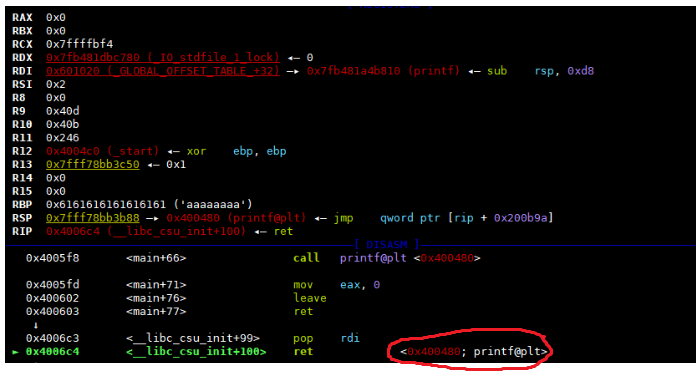 RAX 0x0
RBX 0x0
RCX 0x7ffffbf4
RDX 0x7fb481dbc780 (_IO_stdfile_1_lock) ◂— 0
RDI 0x601020 (_GLOBAL_OFFSET_TABLE_+32) —▸ 0x7fb481a4b810 (printf) ◂— sub rsp, 0xd8
RSI 0x2
R8 0x0
R9 0x40d
R10 0x40b
R11 0x246
R12 0x4004c0 (_start) ◂— xor ebp, ebp
R13 0x7fff78bb3c50 ◂— 0x1
R14 0x0
R15 0x0
RBP 0x6161616161616161 ('aaaaaaaa')
RSP 0x7fff78bb3b88 —▸ 0x400480 (printf@plt) ◂— jmp qword ptr [rip + 0x200b9a]
RIP 0x4006c4 (__libc_csu_init+100) ◂— ret
[ DISASM ]
0x4005f8 <main+66> call printf@plt <0x400480>
0x4005fd <main+71> mov eax, 0
0x400602 <main+76> leave
0x400603 <main+77> ret
↓
0x4006c3 <__libc_csu_init+99> pop rdi
► 0x4006c4 <__libc_csu_init+100> ret <0x400480; printf@plt>